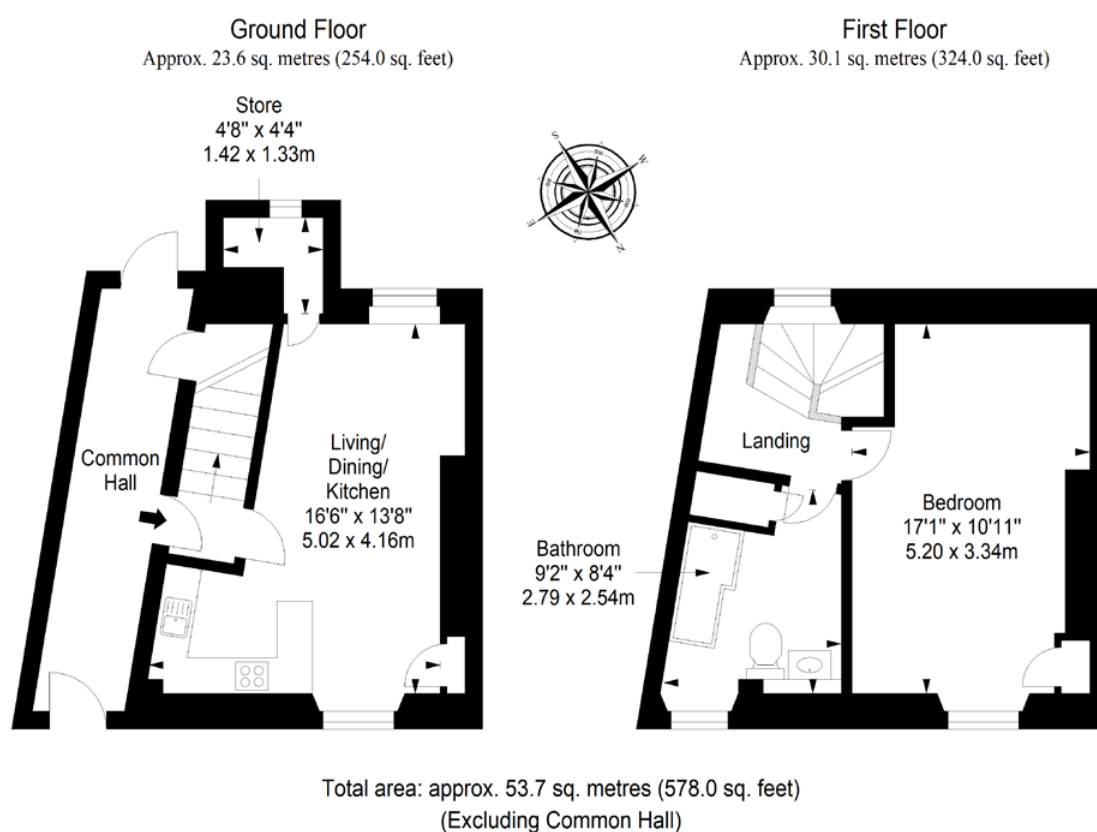 Ground Floor
Approx. 23.6 sq. metres (254.0 sq. feet)
First Floor
Approx. 30.1 sq. metres (324.0 sq. feet)
Store
4'8" x 4'4"
1.42 x 1.33m
S
W
E
N
Common
Hall
Living/
Dining/
Kitchen
16'6" x 13'8"
5.02 x 4.16m
Landing
Bedroom
17'1" x 10'11"
5.20 x 3.34m
Bathroom
9'2" x 8'4"
2.79 x 2.54m
Total area: approx. 53.7 sq. metres (578.0 sq. feet)
(Excluding Common Hall)